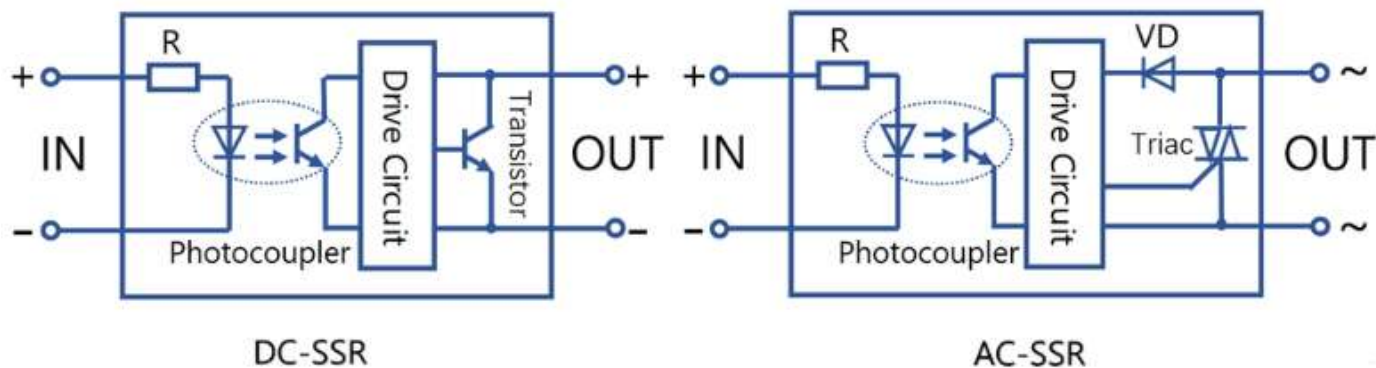 R
+
IN
-
Photocoupler
Drive Circuit
Transistor
+
OUT
-
DC-SSR
R
+
IN
-
Photocoupler
Drive Circuit
VD
Triac
~
OUT
~
AC-SSR